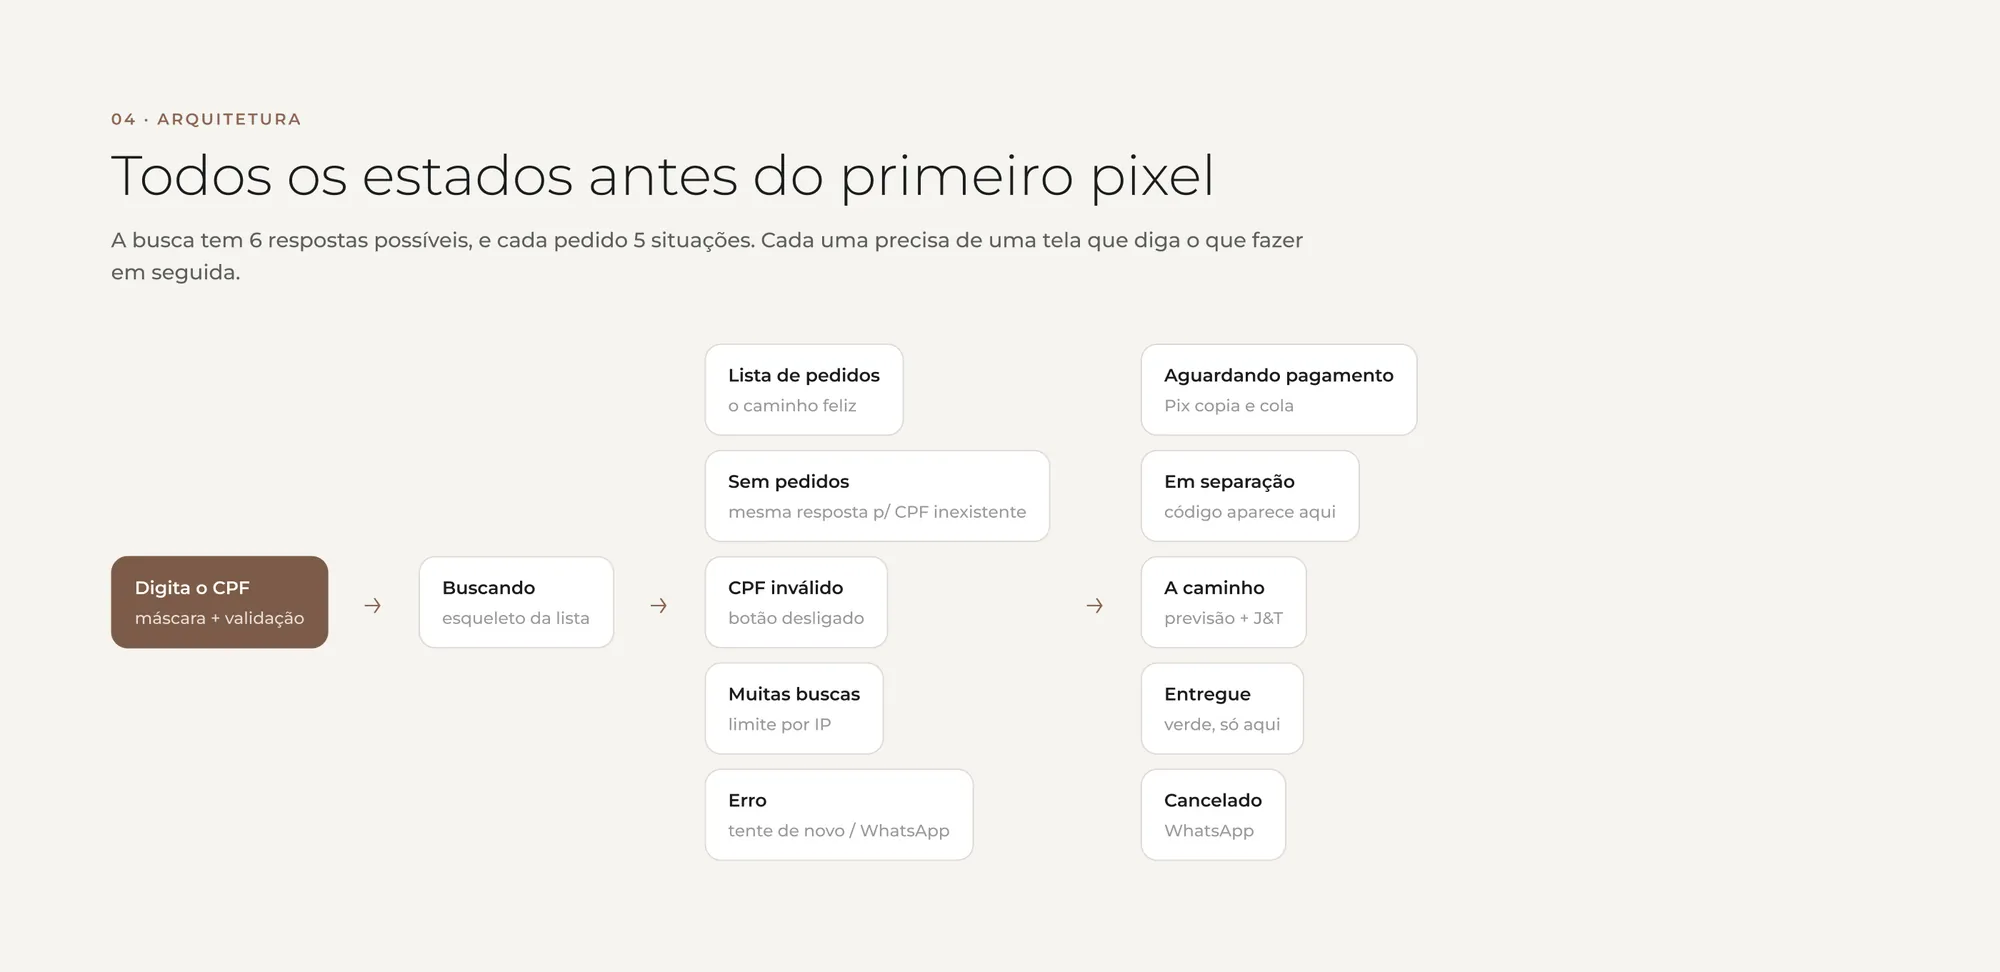 04 · ARQUITETURA
Todos os estados antes do primeiro pixel
A busca tem 6 respostas possíveis, e cada pedido 5 situações. Cada uma precisa de uma tela que diga o que fazer
em seguida.
Digita o CPF
máscara + validação
→
Buscando
esqueleto da lista
→
Lista de pedidos
o caminho feliz
Sem pedidos
mesma resposta p/ CPF inexistente
CPF inválido
botão desligado
Muitas buscas
limite por IP
Erro
tente de novo / WhatsApp
→
Aguardando pagamento
Pix copia e cola
Em separação
código aparece aqui
A caminho
previsão + J&T
Entregue
verde, só aqui
Cancelado
WhatsApp